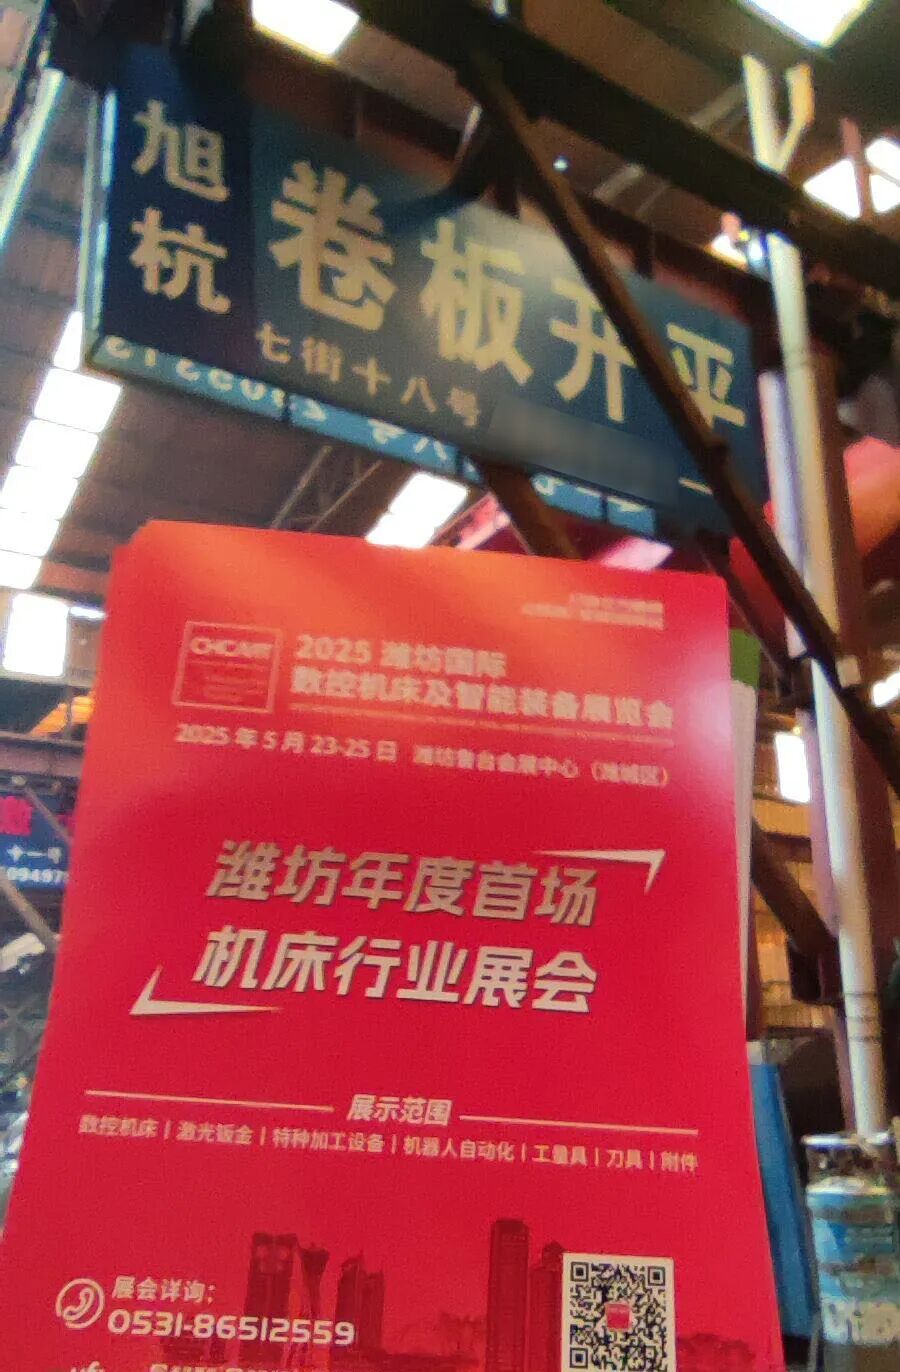 旭杭
卷板开平
七街十八号
CHCMT
2025 潍坊国际
数控机床及智能装备展览会
2025 年 5 月 23-25 日 潍坊鲁台会展中心（潍城区）
潍坊年度首场
机床行业展会
展示范围
数控机床 | 激光钣金 | 特种加工设备 | 机器人自动化 | 工量具 | 刀具 | 附件
展会详询：
0531-86512559
十一号